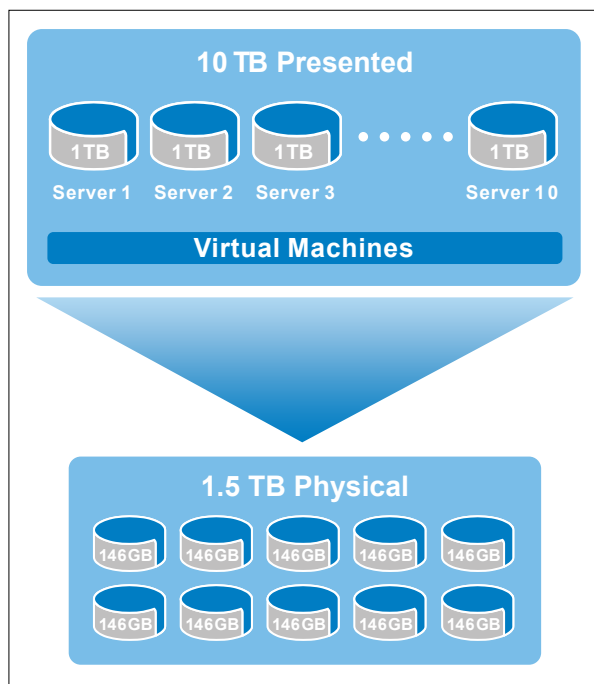 10 TB Presented
1TB 1TB 1TB 1TB
Server 1 Server 2 Server 3 Server 10
Virtual Machines
1.5 TB Physical
146GB 146GB 146GB 146GB 146GB
146GB 146GB 146GB 146GB 146GB